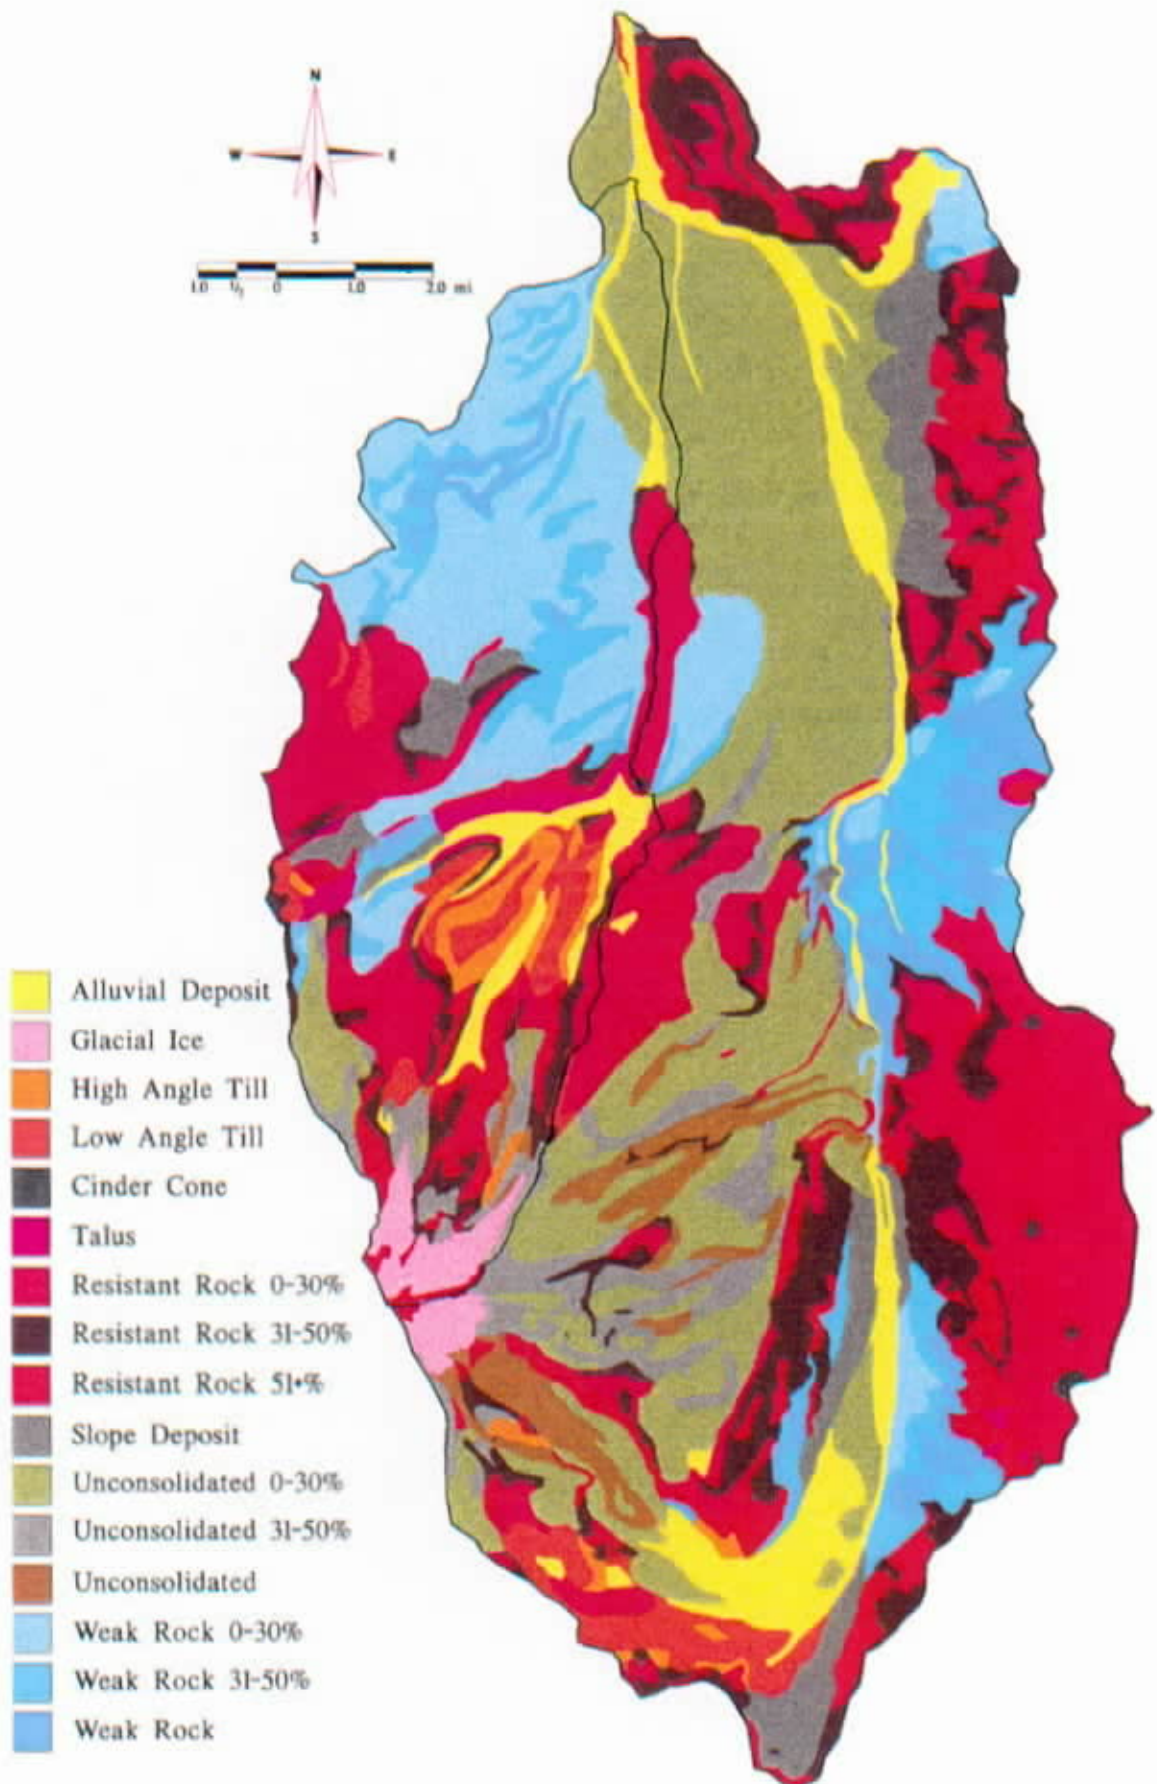 N
W E
S
1.0 ½ 0 1.0 2.0 mi
Alluvial Deposit
Glacial Ice
High Angle Till
Low Angle Till
Cinder Cone
Talus
Resistant Rock 0-30%
Resistant Rock 31-50%
Resistant Rock 51+%
Slope Deposit
Unconsolidated 0-30%
Unconsolidated 31-50%
Unconsolidated
Weak Rock 0-30%
Weak Rock 31-50%
Weak Rock